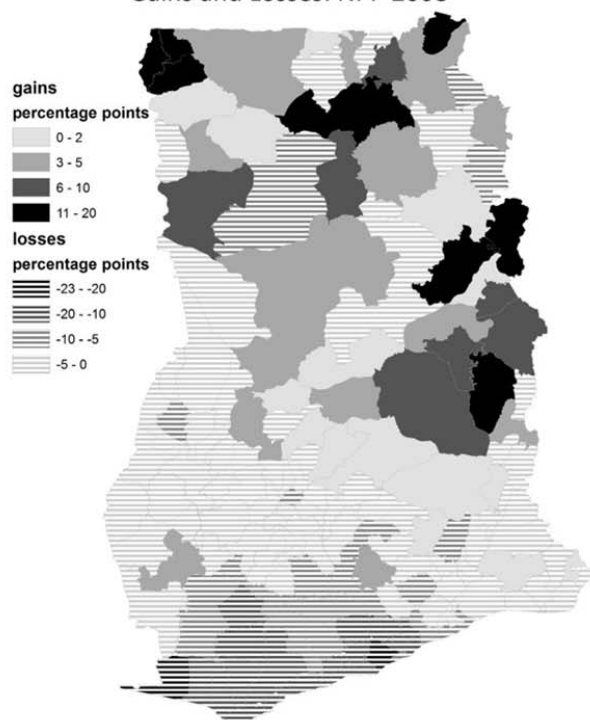 gains
percentage points
0 - 2
3 - 5
6 - 10
11 - 20
losses
percentage points
-23 - -20
-20 - -10
-10 - -5
-5 - 0